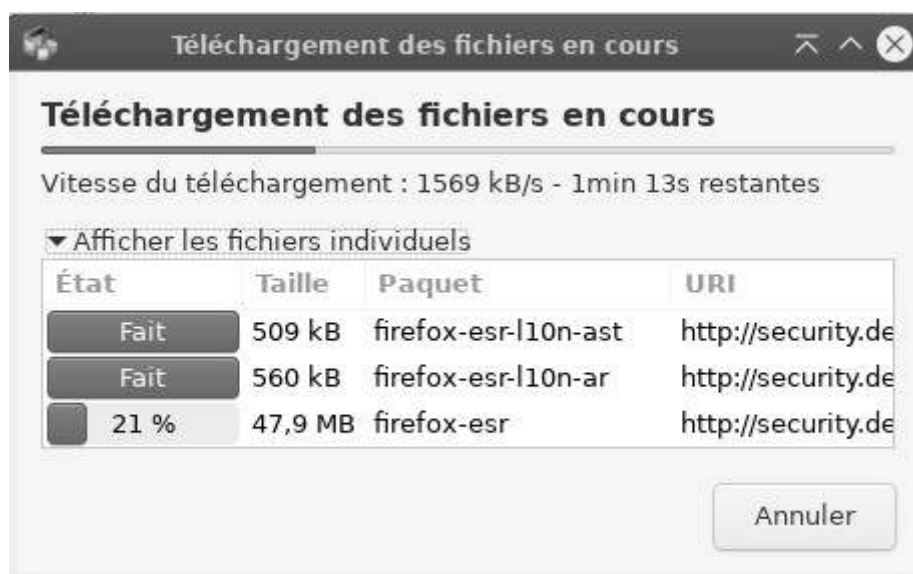 Téléchargement des fichiers en cours
Téléchargement des fichiers en cours
Vitesse du téléchargement : 1569 kB/s - 1min 13s restantes
Afficher les fichiers individuels
État Taille Paquet URI
Fait 509 kB firefox-esr-l10n-ast http://security.de
Fait 560 kB firefox-esr-l10n-ar http://security.de
21 % 47,9 MB firefox-esr http://security.de
Annuler